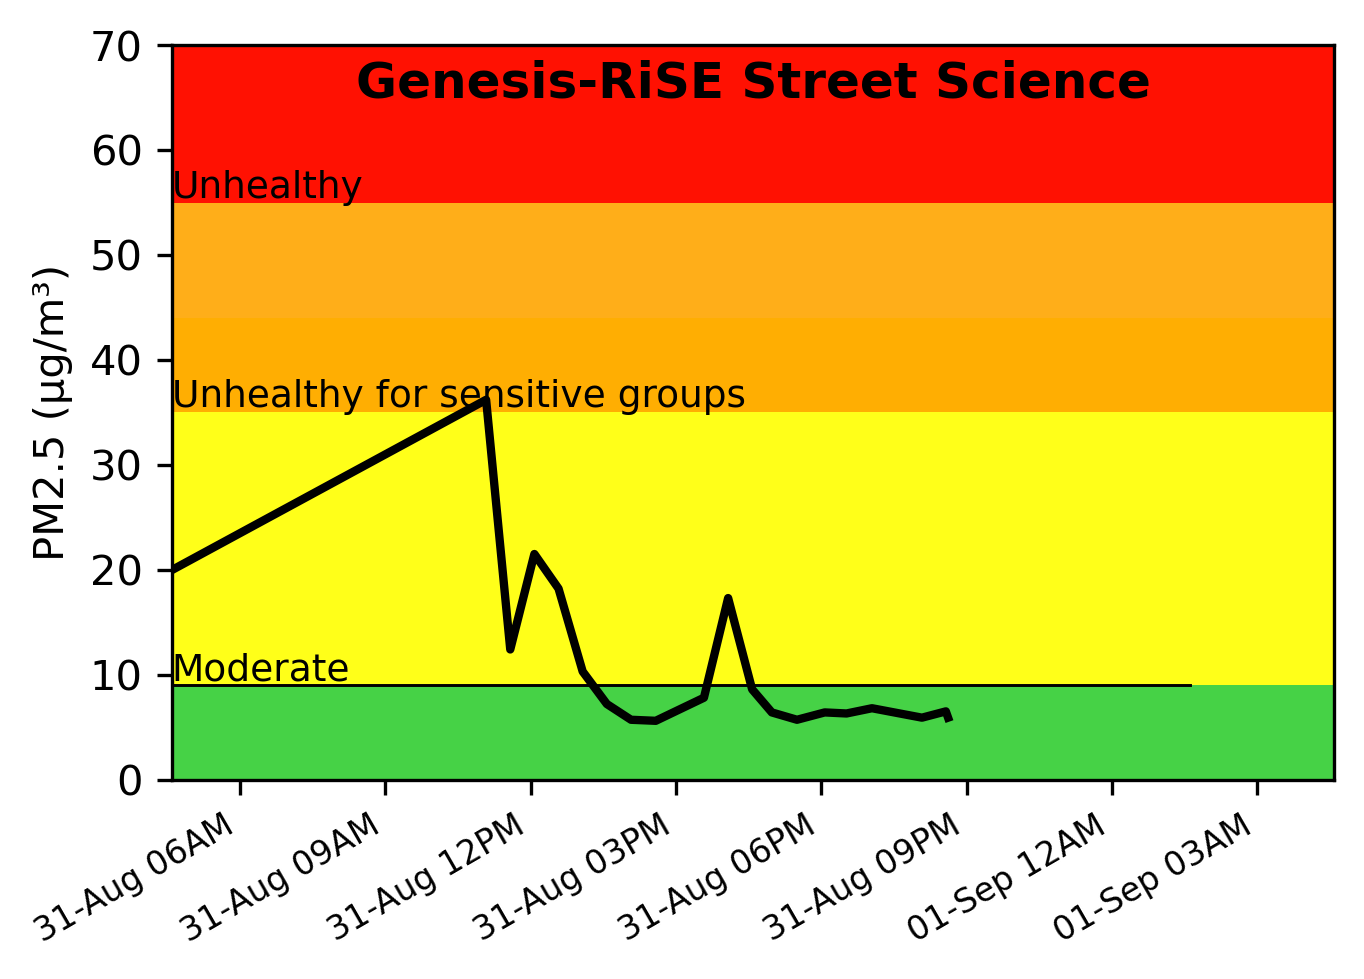 Genesis-RiSE Street Science
70
60
50
40
30
20
10
0
PM2.5 (µg/m³)
Unhealthy
Unhealthy for sensitive groups
Moderate
31-Aug 06AM
31-Aug 09AM
31-Aug 12PM
31-Aug 03PM
31-Aug 06PM
31-Aug 09PM
01-Sep 12AM
01-Sep 03AM